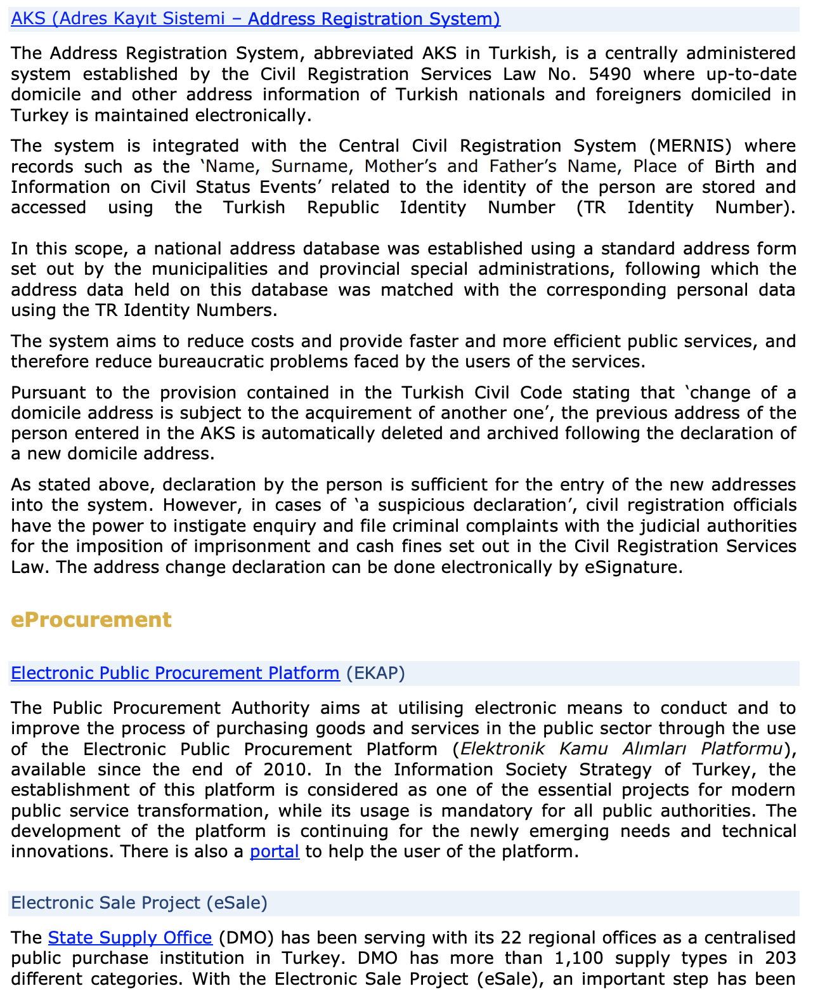 AKS (Adres Kayıt Sistemi – Address Registration System)
The Address Registration System, abbreviated AKS in Turkish, is a centrally administered
system established by the Civil Registration Services Law No. 5490 where up-to-date
domicile and other address information of Turkish nationals and foreigners domiciled in
Turkey is maintained electronically.
The system is integrated with the Central Civil Registration System (MERNIS) where
records such as the ‘Name, Surname, Mother’s and Father’s Name, Place of Birth and
Information on Civil Status Events’ related to the identity of the person are stored and
accessed using the Turkish Republic Identity Number (TR Identity Number).
In this scope, a national address database was established using a standard address form
set out by the municipalities and provincial special administrations, following which the
address data held on this database was matched with the corresponding personal data
using the TR Identity Numbers.
The system aims to reduce costs and provide faster and more efficient public services, and
therefore reduce bureaucratic problems faced by the users of the services.
Pursuant to the provision contained in the Turkish Civil Code stating that ‘change of a
domicile address is subject to the acquirement of another one’, the previous address of the
person entered in the AKS is automatically deleted and archived following the declaration of
a new domicile address.
As stated above, declaration by the person is sufficient for the entry of the new addresses
into the system. However, in cases of ‘a suspicious declaration’, civil registration officials
have the power to instigate enquiry and file criminal complaints with the judicial authorities
for the imposition of imprisonment and cash fines set out in the Civil Registration Services
Law. The address change declaration can be done electronically by eSignature.
eProcurement
Electronic Public Procurement Platform (EKAP)
The Public Procurement Authority aims at utilising electronic means to conduct and to
improve the process of purchasing goods and services in the public sector through the use
of the Electronic Public Procurement Platform (Elektronik Kamu Alımları Platformu),
available since the end of 2010. In the Information Society Strategy of Turkey, the
establishment of this platform is considered as one of the essential projects for modern
public service transformation, while its usage is mandatory for all public authorities. The
development of the platform is continuing for the newly emerging needs and technical
innovations. There is also a portal to help the user of the platform.
Electronic Sale Project (eSale)
The State Supply Office (DMO) has been serving with its 22 regional offices as a centralised
public purchase institution in Turkey. DMO has more than 1,100 supply types in 203
different categories. With the Electronic Sale Project (eSale), an important step has been